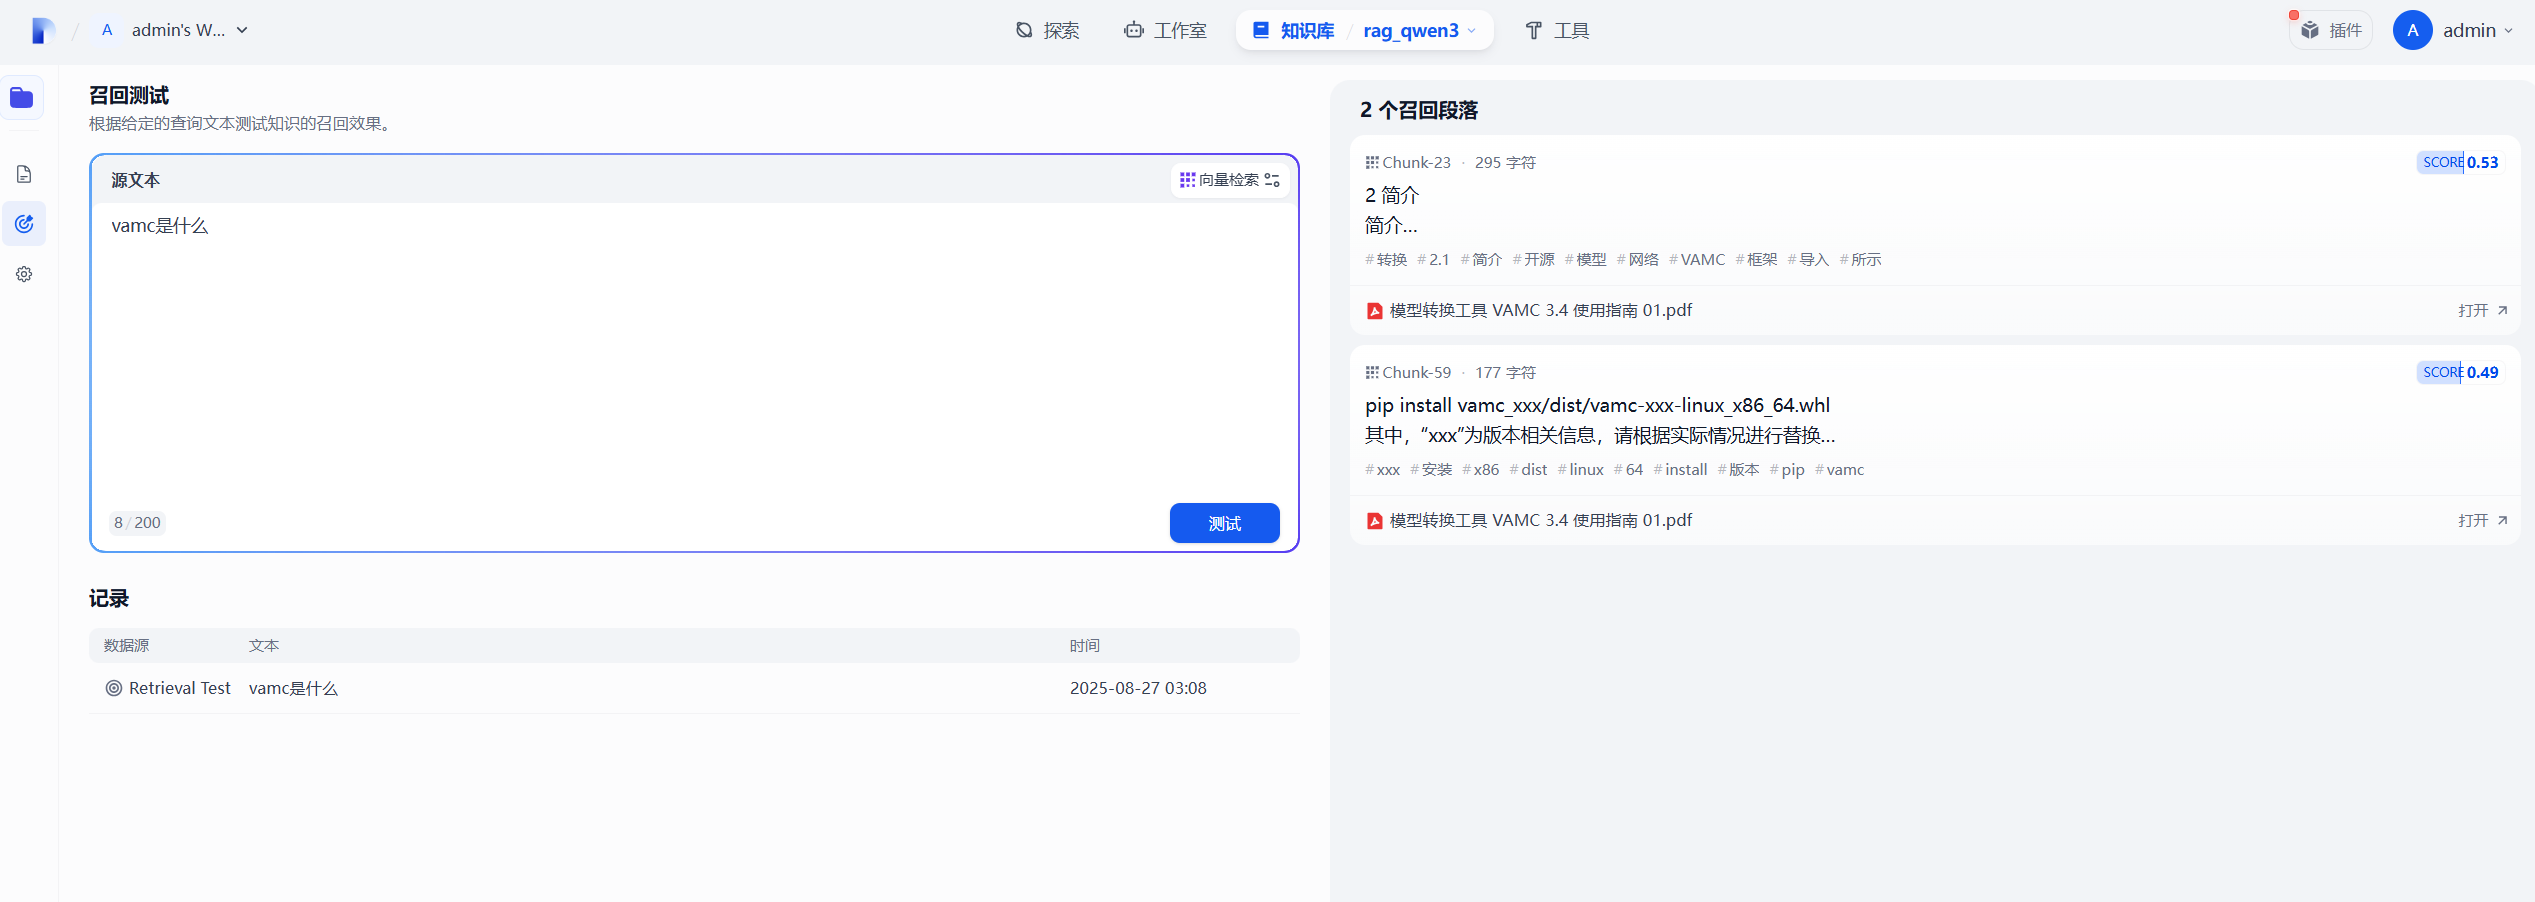 / A admin's W...
探索
工作室
知识库 / rag_qwen3
工具
插件
A admin
召回测试
根据给定的查询文本测试知识的召回效果。
源文本
向量检索
vamc是什么
8 / 200
测试
记录
数据源 文本 时间
Retrieval Test vamc是什么 2025-08-27 03:08
2 个召回段落
Chunk-23 · 295 字符
SCORE 0.53
2 简介
简介...
# 转换 # 2.1 # 简介 # 开源 # 模型 # 网络 # VAMC # 框架 # 导入 # 所示
模型转换工具 VAMC 3.4 使用指南 01.pdf
打开
Chunk-59 · 177 字符
SCORE 0.49
pip install vamc_xxx/dist/vamc-xxx-linux_x86_64.whl
其中，“xxx”为版本相关信息，请根据实际情况进行替换...
# xxx # 安装 # x86 # dist # linux # 64 # install # 版本 # pip # vamc
模型转换工具 VAMC 3.4 使用指南 01.pdf
打开